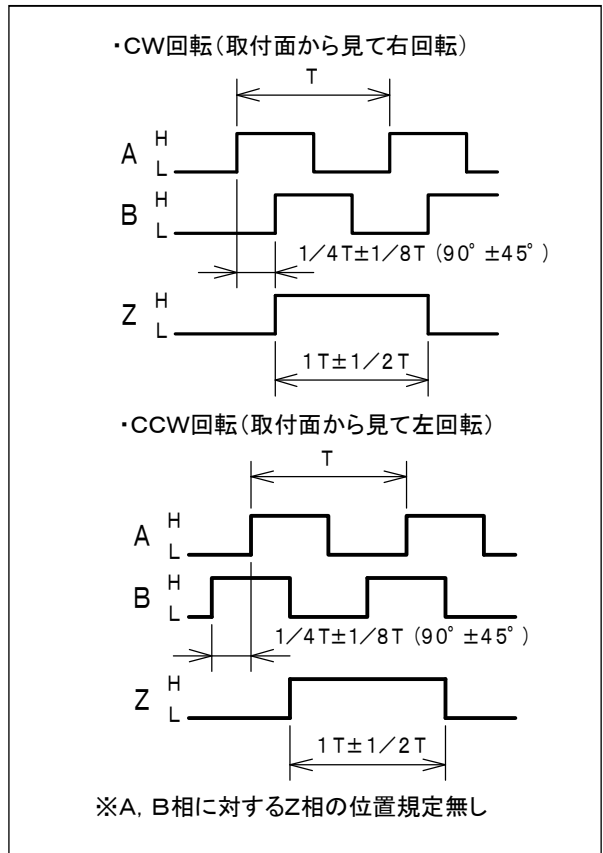 ・CW回転(取付面から見て右回転)
T
A H
L
B H
L
1/4T±1/8T (90°±45°)
Z H
L
1T±1/2T
・CCW回転(取付面から見て左回転)
T
A H
L
B H
L
1/4T±1/8T (90°±45°)
Z H
L
1T±1/2T
※A, B相に対するZ相の位置規定無し